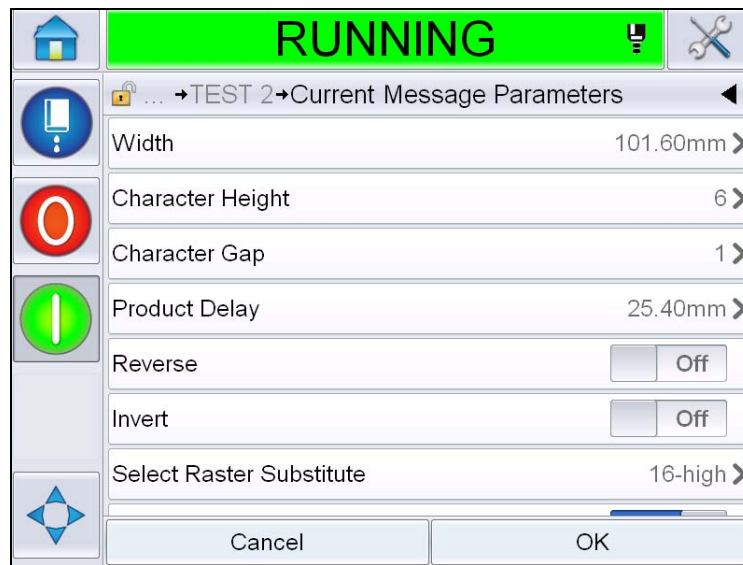 RUNNING
... →TEST 2→Current Message Parameters
Width 101.60mm
Character Height 6
Character Gap 1
Product Delay 25.40mm
Reverse Off
Invert Off
Select Raster Substitute 16-high
Cancel OK